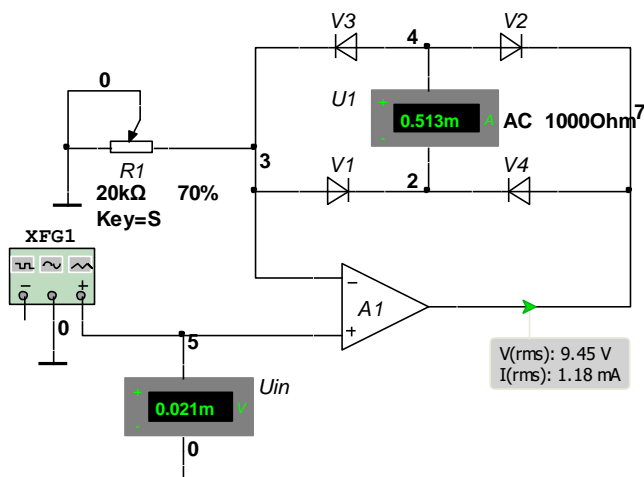 V3
4
V2
0
U1
+
0.513m
A
-
AC 1000Ohm
7
R1
3
V1
2
V4
20kΩ 70%
Key=S
XFG1
−
+
0
−
A1
+
5
V(rms): 9.45 V
I(rms): 1.18 mA
Uin
+
0.021m
V
-
0